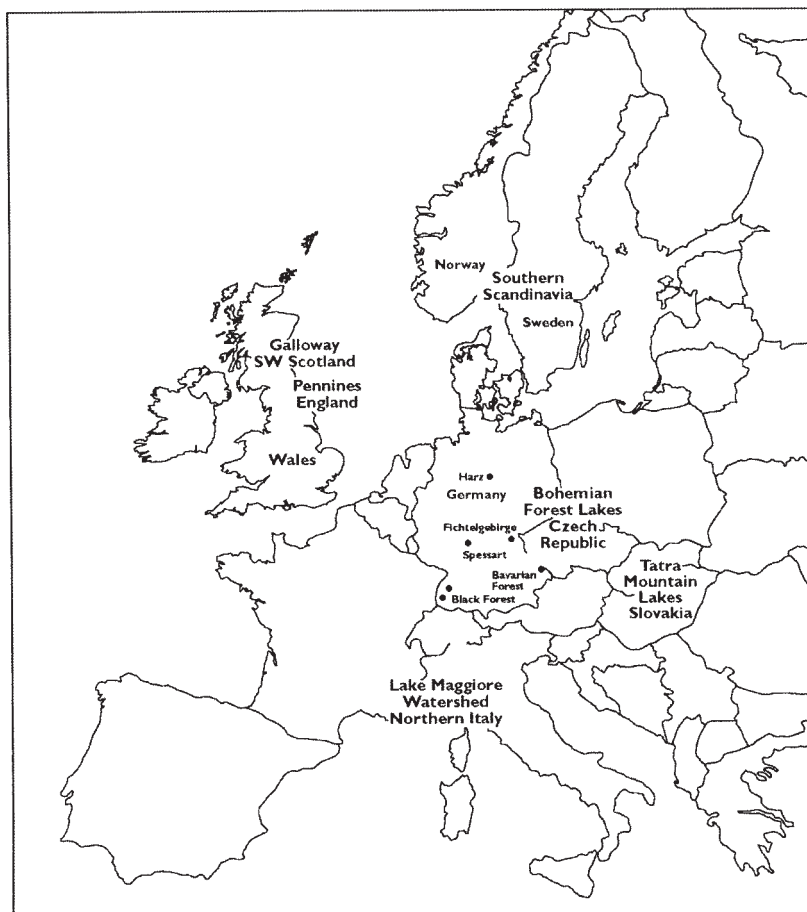 Norway
Southern
Scandinavia
Sweden
Galloway
SW Scotland
Pennines
England
Wales
Harz
Germany
Bohemian
Forest Lakes
Czech
Republic
Fichtelgebirge
Spessart
Bavarian
Forest
Black Forest
Tatra
Mountain
Lakes
Slovakia
Lake Maggiore
Watershed
Northern Italy